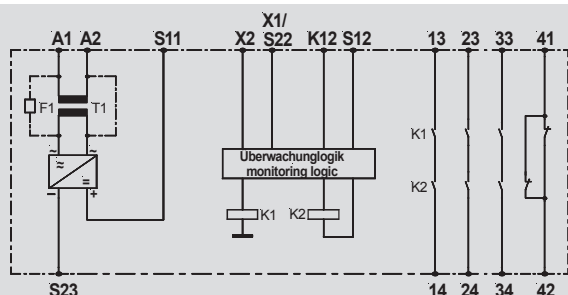 X1/
A1 A2 S11 X2 S22 K12 S12 13 23 33 41
F1 T1
K1
~ ~
≂
Überwachunglogik
monitoring logic
=
K2
− +
K1 K2
S23 14 24 34 42